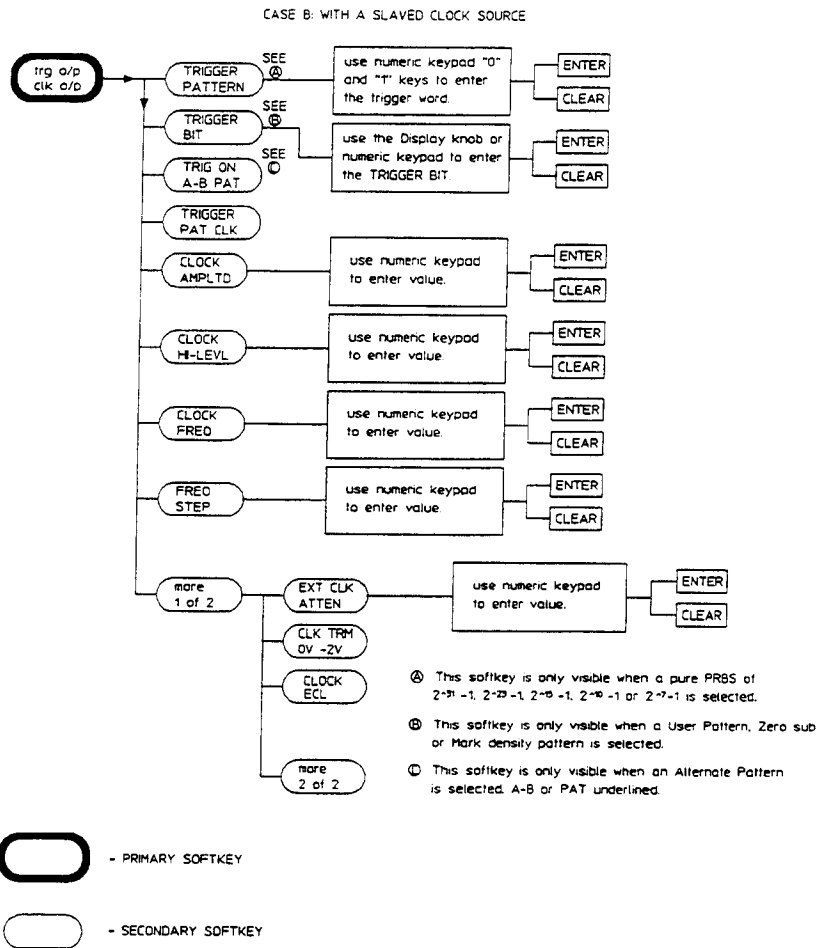 CASE B: WITH A SLAVED CLOCK SOURCE
trg o/p
clk o/p
TRIGGER
PATTERN
SEE
Ⓐ
use numeric keypad "0"
and "1" keys to enter
the trigger word.
ENTER
CLEAR
TRIGGER
BIT
SEE
Ⓑ
use the Display knob or
numeric keypad to enter
the TRIGGER BIT.
ENTER
CLEAR
TRIG ON
A-B PAT
SEE
Ⓒ
TRIGGER
PAT CLK
CLOCK
AMPLTD
use numeric keypad
to enter value.
ENTER
CLEAR
CLOCK
HI-LEVL
use numeric keypad
to enter value.
ENTER
CLEAR
CLOCK
FREQ
use numeric keypad
to enter value.
ENTER
CLEAR
FREQ
STEP
use numeric keypad
to enter value.
ENTER
CLEAR
more
1 of 2
EXT CLK
ATTEN
use numeric keypad
to enter value.
ENTER
CLEAR
CLK TRM
0V -2V
CLOCK
ECL
more
2 of 2
Ⓐ This softkey is only visible when a pure PRBS of
2^31 -1, 2^23 -1, 2^15 -1, 2^10 -1 or 2^7-1 is selected.
Ⓑ This softkey is only visible when a User Pattern, Zero sub
or Mark density pattern is selected.
Ⓒ This softkey is only visible when an Alternate Pattern
is selected. A-B or PAT underlined.
- PRIMARY SOFTKEY
- SECONDARY SOFTKEY